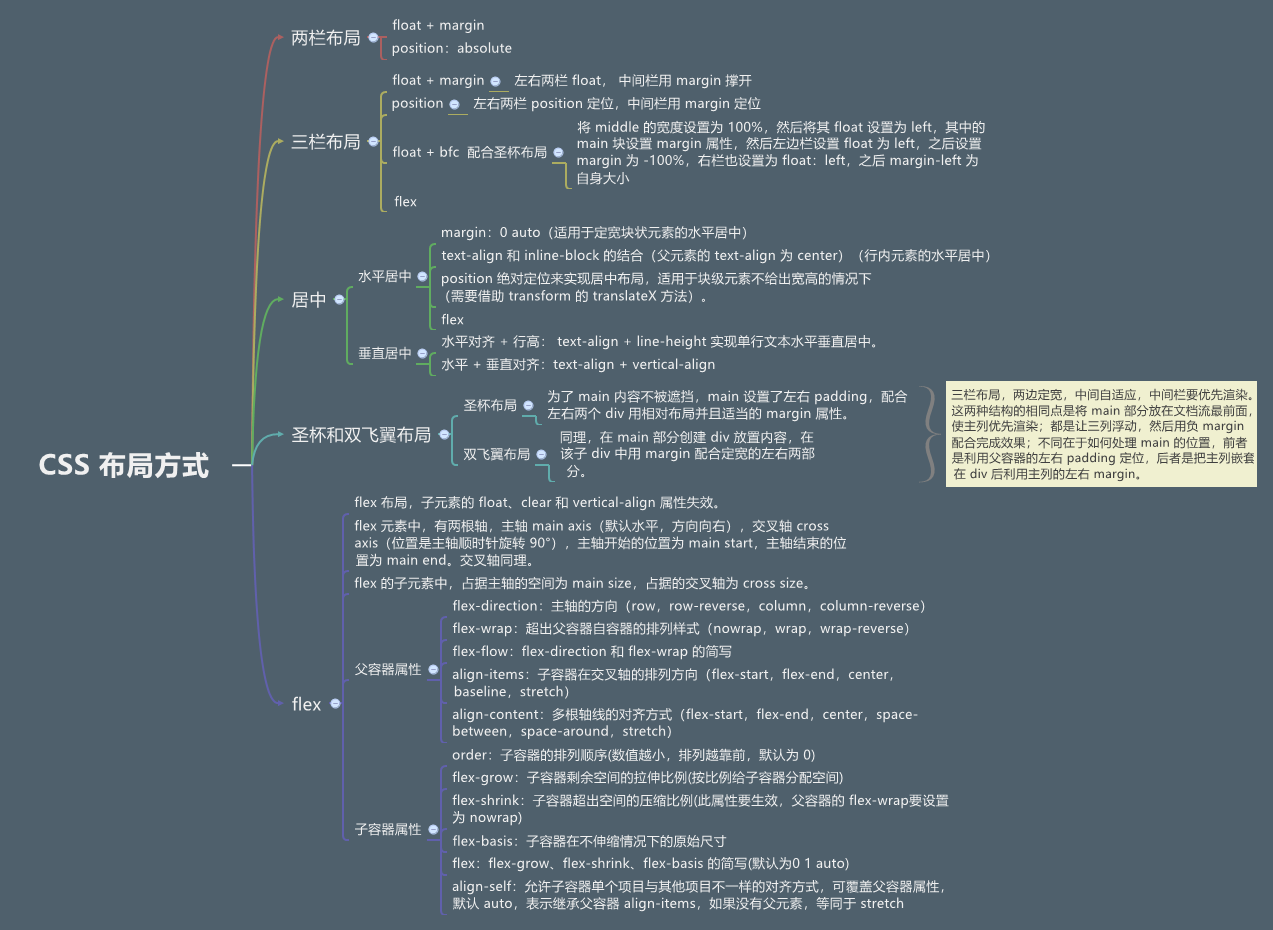 CSS 布局方式
两栏布局
float + margin
position：absolute
三栏布局
float + margin
左右两栏 float， 中间栏用 margin 撑开
position
左右两栏 position 定位，中间栏用 margin 定位
float + bfc 配合圣杯布局
将 middle 的宽度设置为 100%，然后将其 float 设置为 left，其中的
main 块设置 margin 属性，然后左边栏设置 float 为 left，之后设置
margin 为 -100%，右栏也设置为 float：left，之后 margin-left 为
自身大小
flex
居中
水平居中
margin：0 auto（适用于定宽块状元素的水平居中）
text-align 和 inline-block 的结合（父元素的 text-align 为 center）（行内元素的水平居中）
position 绝对定位来实现居中布局，适用于块级元素不给出宽高的情况下
（需要借助 transform 的 translateX 方法）。
flex
垂直居中
水平对齐 + 行高： text-align + line-height 实现单行文本水平垂直居中。
水平 + 垂直对齐：text-align + vertical-align
圣杯和双飞翼布局
圣杯布局
为了 main 内容不被遮挡，main 设置了左右 padding，配合
左右两个 div 用相对布局并且适当的 margin 属性。
双飞翼布局
同理，在 main 部分创建 div 放置内容，在
该子 div 中用 margin 配合定宽的左右两部
分。
三栏布局，两边定宽，中间自适应，中间栏要优先渲染。
这两种结构的相同点是将 main 部分放在文档流最前面，
使主列优先渲染；都是让三列浮动，然后用负 margin
配合完成效果；不同在于如何处理 main 的位置，前者
是利用父容器的左右 padding 定位，后者是把主列嵌套
在 div 后利用主列的左右 margin。
flex
flex 布局，子元素的 float、clear 和 vertical-align 属性失效。
flex 元素中，有两根轴，主轴 main axis（默认水平，方向向右），交叉轴 cross
axis（位置是主轴顺时针旋转 90°），主轴开始的位置为 main start，主轴结束的位
置为 main end。交叉轴同理。
flex 的子元素中，占据主轴的空间为 main size，占据的交叉轴为 cross size。
父容器属性
flex-direction：主轴的方向（row，row-reverse，column，column-reverse）
flex-wrap：超出父容器自容器的排列样式（nowrap，wrap，wrap-reverse）
flex-flow：flex-direction 和 flex-wrap 的简写
align-items：子容器在交叉轴的排列方向（flex-start，flex-end，center，
baseline，stretch）
align-content：多根轴线的对齐方式（flex-start，flex-end，center，space-
between，space-around，stretch）
子容器属性
order：子容器的排列顺序(数值越小，排列越靠前，默认为 0)
flex-grow：子容器剩余空间的拉伸比例(按比例给子容器分配空间)
flex-shrink：子容器超出空间的压缩比例(此属性要生效，父容器的 flex-wrap要设置
为 nowrap)
flex-basis：子容器在不伸缩情况下的原始尺寸
flex：flex-grow、flex-shrink、flex-basis 的简写(默认为0 1 auto)
align-self：允许子容器单个项目与其他项目不一样的对齐方式，可覆盖父容器属性，
默认 auto，表示继承父容器 align-items，如果没有父元素，等同于 stretch